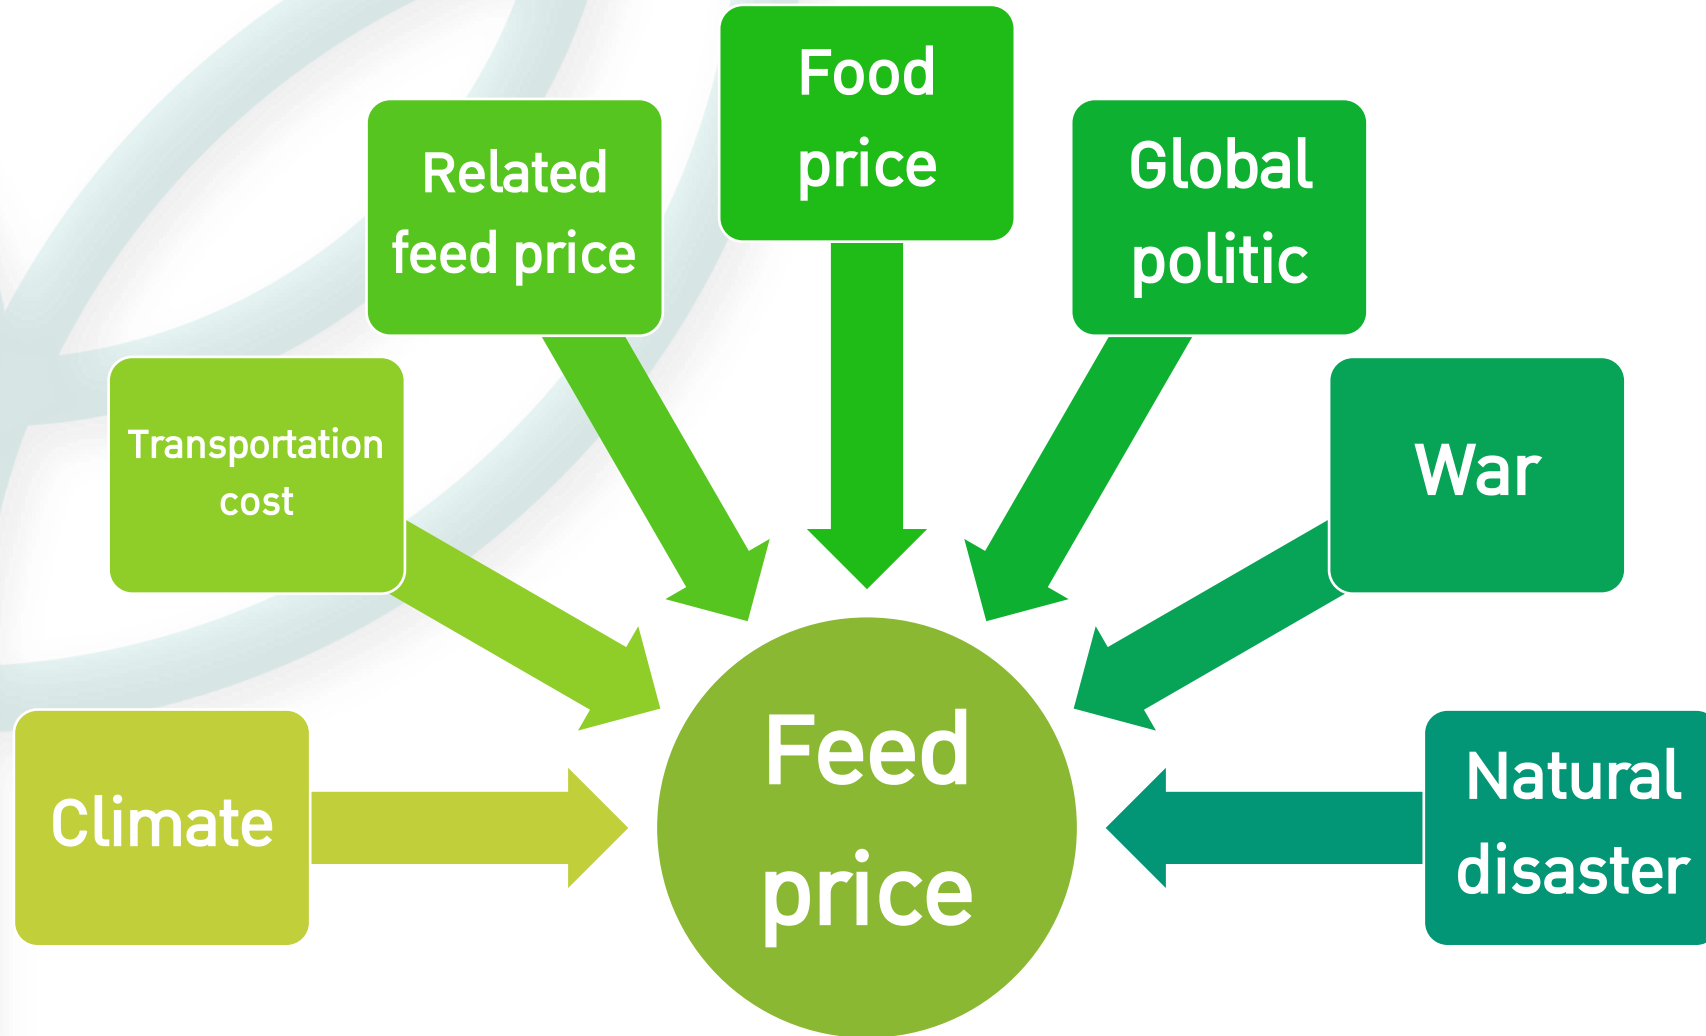 Food
price
Related
feed price
Global
politic
Transportation
cost
War
Climate
Feed
price
Natural
disaster